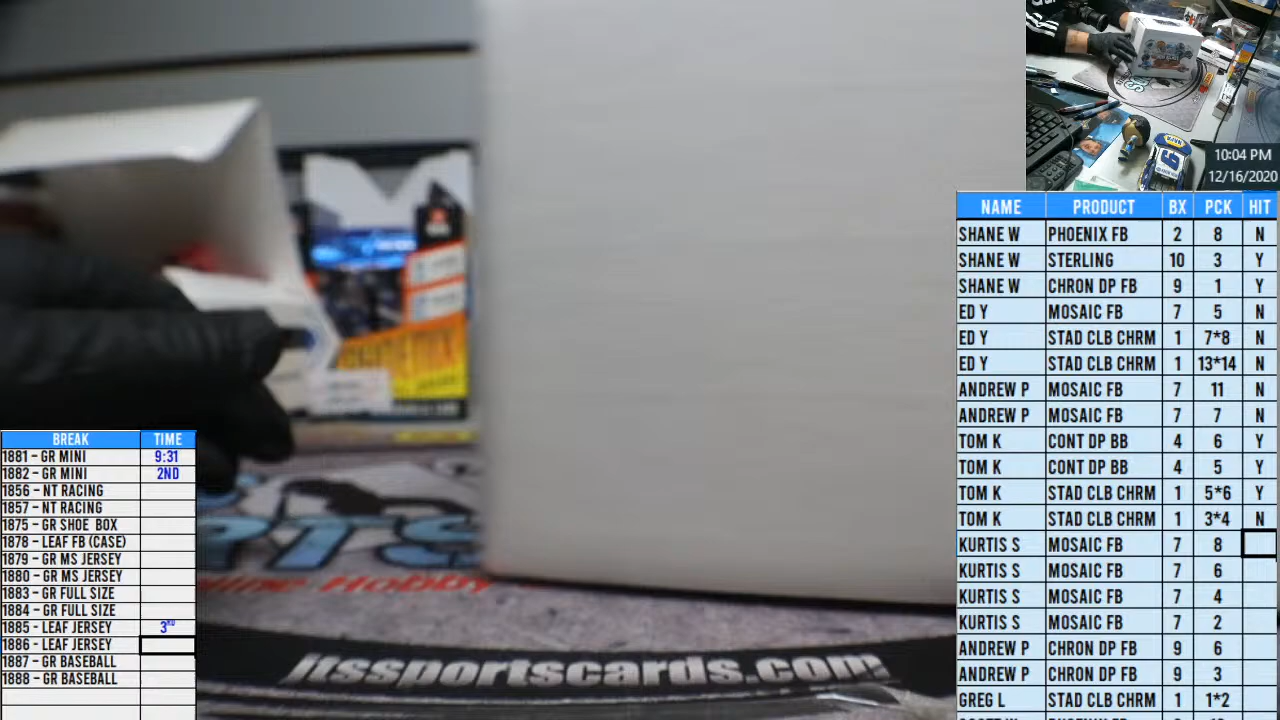 10:04 PM
12/16/2020
NAME PRODUCT BX PCK HIT
SHANE W PHOENIX FB 2 8 N
SHANE W STERLING 10 3 Y
SHANE W CHRON DP FB 9 1 Y
ED Y MOSAIC FB 7 5 N
ED Y STAD CLB CHRM 1 7*8 N
ED Y STAD CLB CHRM 1 13*14 N
ANDREW P MOSAIC FB 7 11 N
ANDREW P MOSAIC FB 7 7 N
TOM K CONT DP BB 4 6 Y
TOM K CONT DP BB 4 5 Y
TOM K STAD CLB CHRM 1 5*6 Y
TOM K STAD CLB CHRM 1 3*4 N
KURTIS S MOSAIC FB 7 8
KURTIS S MOSAIC FB 7 6
KURTIS S MOSAIC FB 7 4
KURTIS S MOSAIC FB 7 2
ANDREW P CHRON DP FB 9 6
ANDREW P CHRON DP FB 9 3
GREG L STAD CLB CHRM 1 1*2
BREAK TIME
1881 - GR MINI 9:31
1882 - GR MINI 2ND
1856 - NT RACING
1857 - NT RACING
1875 - GR SHOE BOX
1878 - LEAF FB (CASE)
1879 - GR MS JERSEY
1880 - GR MS JERSEY
1883 - GR FULL SIZE
1884 - GR FULL SIZE
1885 - LEAF JERSEY 3RD
1886 - LEAF JERSEY
1887 - GR BASEBALL
1888 - GR BASEBALL
Hobby
jtssportscards.com